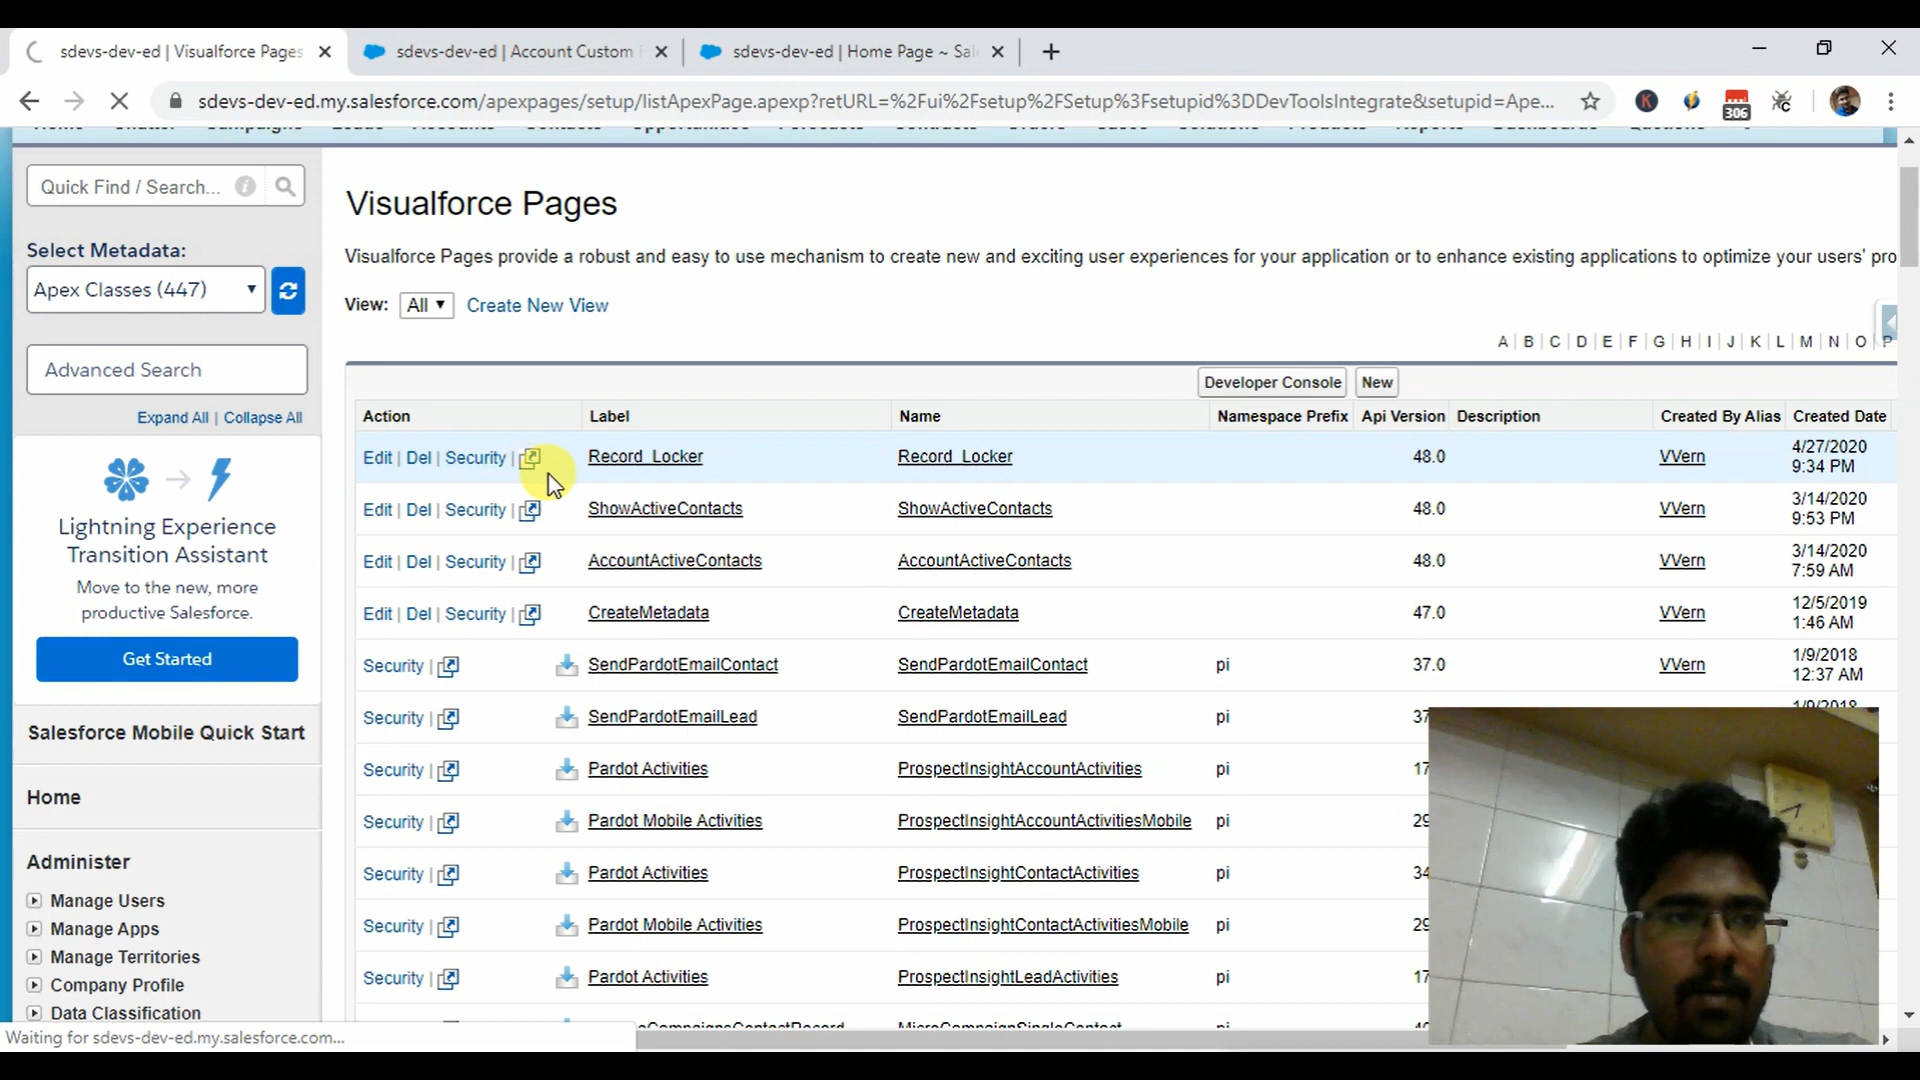 sdevs-dev-ed | Visualforce Pages
sdevs-dev-ed | Account Custom
sdevs-dev-ed | Home Page ~ Sal
sdevs-dev-ed.my.salesforce.com/apexpages/setup/listApexPage.apexp?retURL=%2Fui%2Fsetup%2FSetup%3Fsetupid%3DDevToolsIntegrate&setupid=Ape...
306
Quick Find / Search...
Select Metadata:
Apex Classes (447)
Advanced Search
Expand All | Collapse All
Lightning Experience
Transition Assistant
Move to the new, more
productive Salesforce.
Get Started
Salesforce Mobile Quick Start
Home
Administer
Manage Users
Manage Apps
Manage Territories
Company Profile
Data Classification
Visualforce Pages
Visualforce Pages provide a robust and easy to use mechanism to create new and exciting user experiences for your application or to enhance existing applications to optimize your users' pro
View: All Create New View
A | B | C | D | E | F | G | H | I | J | K | L | M | N | O | P
Developer Console New
Action Label Name Namespace Prefix Api Version Description Created By Alias Created Date
Edit | Del | Security | Record_Locker Record_Locker 48.0 VVern 4/27/2020 9:34 PM
Edit | Del | Security | ShowActiveContacts ShowActiveContacts 48.0 VVern 3/14/2020 9:53 PM
Edit | Del | Security | AccountActiveContacts AccountActiveContacts 48.0 VVern 3/14/2020 7:59 AM
Edit | Del | Security | CreateMetadata CreateMetadata 47.0 VVern 12/5/2019 1:46 AM
Security | SendPardotEmailContact SendPardotEmailContact pi 37.0 VVern 1/9/2018 12:37 AM
Security | SendPardotEmailLead SendPardotEmailLead pi 37 1/9/2018
Security | Pardot Activities ProspectInsightAccountActivities pi 17
Security | Pardot Mobile Activities ProspectInsightAccountActivitiesMobile pi 29
Security | Pardot Activities ProspectInsightContactActivities pi 34
Security | Pardot Mobile Activities ProspectInsightContactActivitiesMobile pi 29
Security | Pardot Activities ProspectInsightLeadActivities pi 17
Waiting for sdevs-dev-ed.my.salesforce.com...